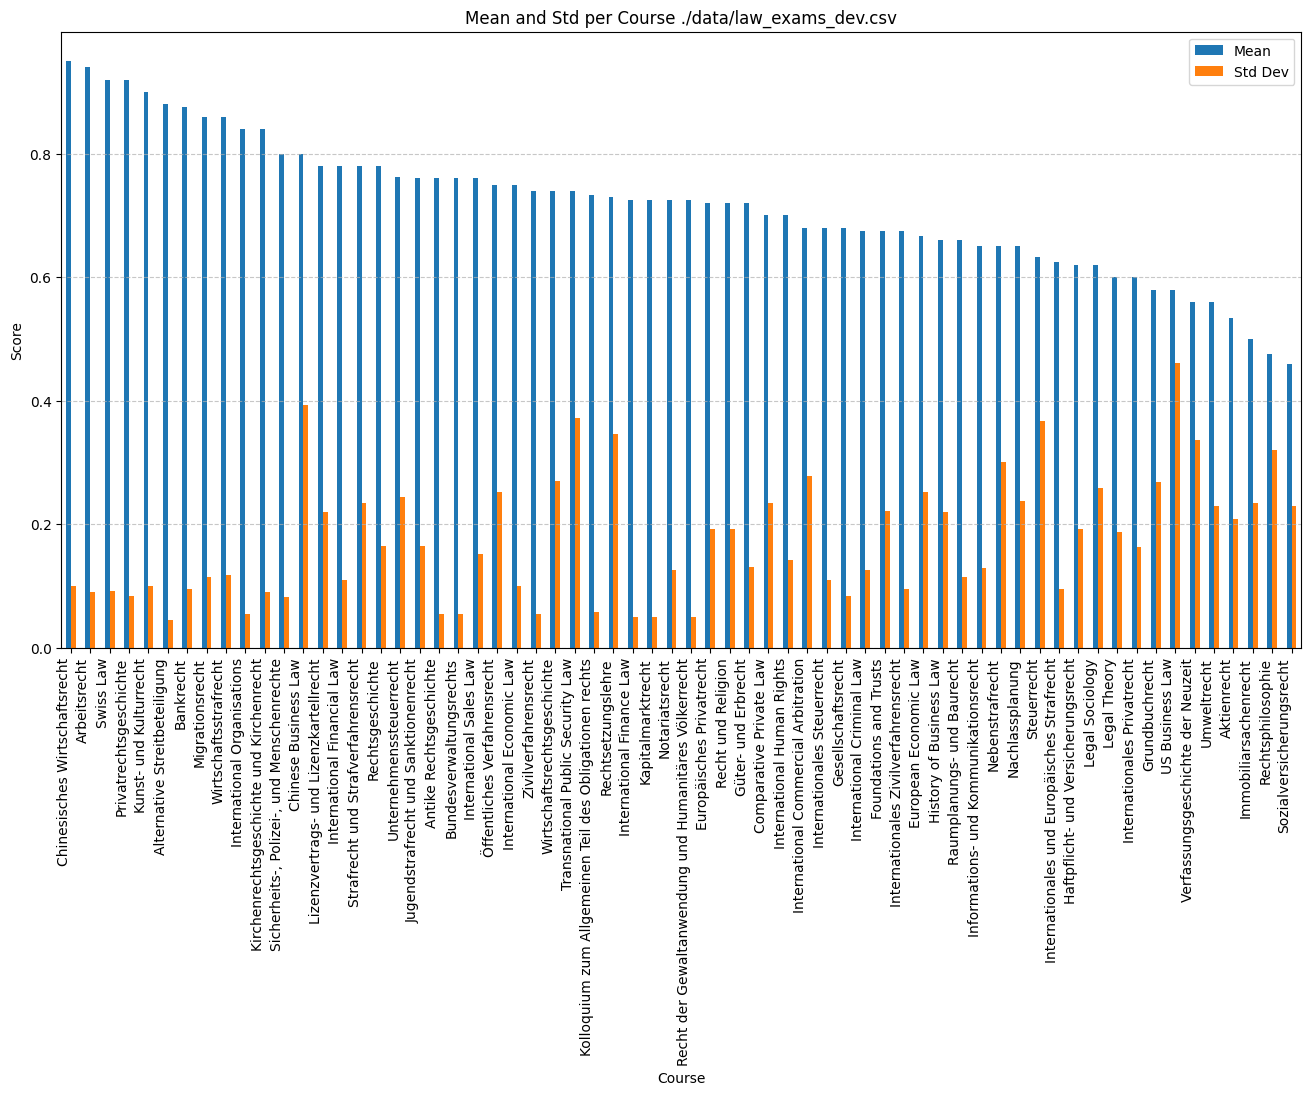 Mean and Std per Course ./data/law_exams_dev.csv
Mean
Std Dev
Score
0.8
0.6
0.4
0.2
0.0
Chinesisches Wirtschaftsrecht
Arbeitsrecht
Swiss Law
Privatrechtsgeschichte
Kunst- und Kulturrecht
Alternative Streitbeteiligung
Bankrecht
Migrationsrecht
Wirtschaftsstrafrecht
International Organisations
Kirchenrechtsgeschichte und Kirchenrecht
Sicherheits-, Polizei-, und Menschenrechte
Chinese Business Law
Lizenzvertrags- und Lizenzkartellrecht
International Financial Law
Strafrecht und Strafverfahrensrecht
Rechtsgeschichte
Unternehmenssteuerrecht
Jugendstrafrecht und Sanktionenrecht
Antike Rechtsgeschichte
Bundesverwaltungsrechts
International Sales Law
Öffentliches Verfahrensrecht
International Economic Law
Zivilverfahrensrecht
Wirtschaftsrechtsgeschichte
Transnational Public Security Law
Kolloquium zum Allgemeinen Teil des Obligationen rechts
Rechtsetzungslehre
International Finance Law
Kapitalmarktrecht
Notariatsrecht
Recht der Gewaltanwendung und Humanitäres Völkerrecht
Europäisches Privatrecht
Recht und Religion
Güter- und Erbrecht
Comparative Private Law
International Human Rights
International Commercial Arbitration
Internationales Steuerrecht
Gesellschaftsrecht
International Criminal Law
Foundations and Trusts
Internationales Zivilverfahrensrecht
European Economic Law
History of Business Law
Raumplanungs- und Baurecht
Informations- und Kommunikationsrecht
Nebenstrafrecht
Nachlassplanung
Steuerrecht
Internationales und Europäisches Strafrecht
Haftpflicht- und Versicherungsrecht
Legal Sociology
Legal Theory
Internationales Privatrecht
Grundbuchrecht
US Business Law
Verfassungsgeschichte der Neuzeit
Umweltrecht
Aktienrecht
Immobiliarsachenrecht
Rechtsphilosophie
Sozialversicherungsrecht
Course